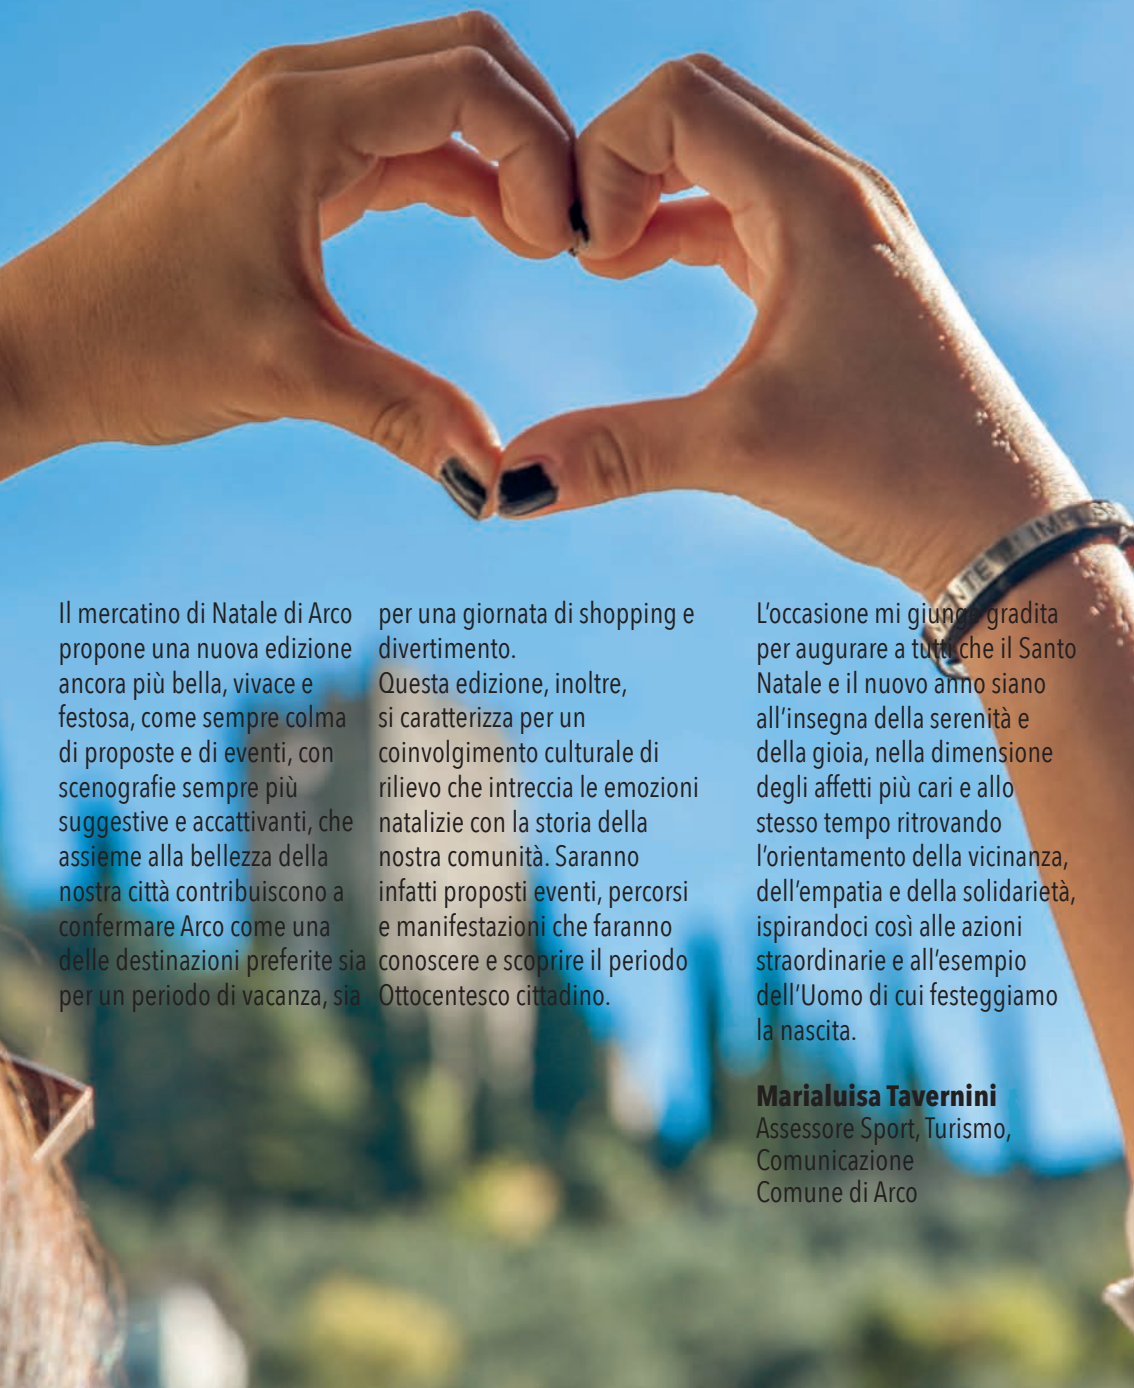 Il mercatino di Natale di Arco
propone una nuova edizione
ancora più bella, vivace e
festosa, come sempre colma
di proposte e di eventi, con
scenografie sempre più
suggestive e accattivanti, che
assieme alla bellezza della
nostra città contribuiscono a
confermare Arco come una
delle destinazioni preferite sia
per un periodo di vacanza, sia
per una giornata di shopping e
divertimento.
Questa edizione, inoltre,
si caratterizza per un
coinvolgimento culturale di
rilievo che intreccia le emozioni
natalizie con la storia della
nostra comunità. Saranno
infatti proposti eventi, percorsi
e manifestazioni che faranno
conoscere e scoprire il periodo
Ottocentesco cittadino.
L'occasione mi giunge gradita
per augurare a tutti che il Santo
Natale e il nuovo anno siano
all'insegna della serenità e
della gioia, nella dimensione
degli affetti più cari e allo
stesso tempo ritrovando
l'orientamento della vicinanza,
dell'empatia e della solidarietà,
ispirandoci così alle azioni
straordinarie e all'esempio
dell'Uomo di cui festeggiamo
la nascita.
Marialuisa Tavernini
Assessore Sport, Turismo,
Comunicazione
Comune di Arco